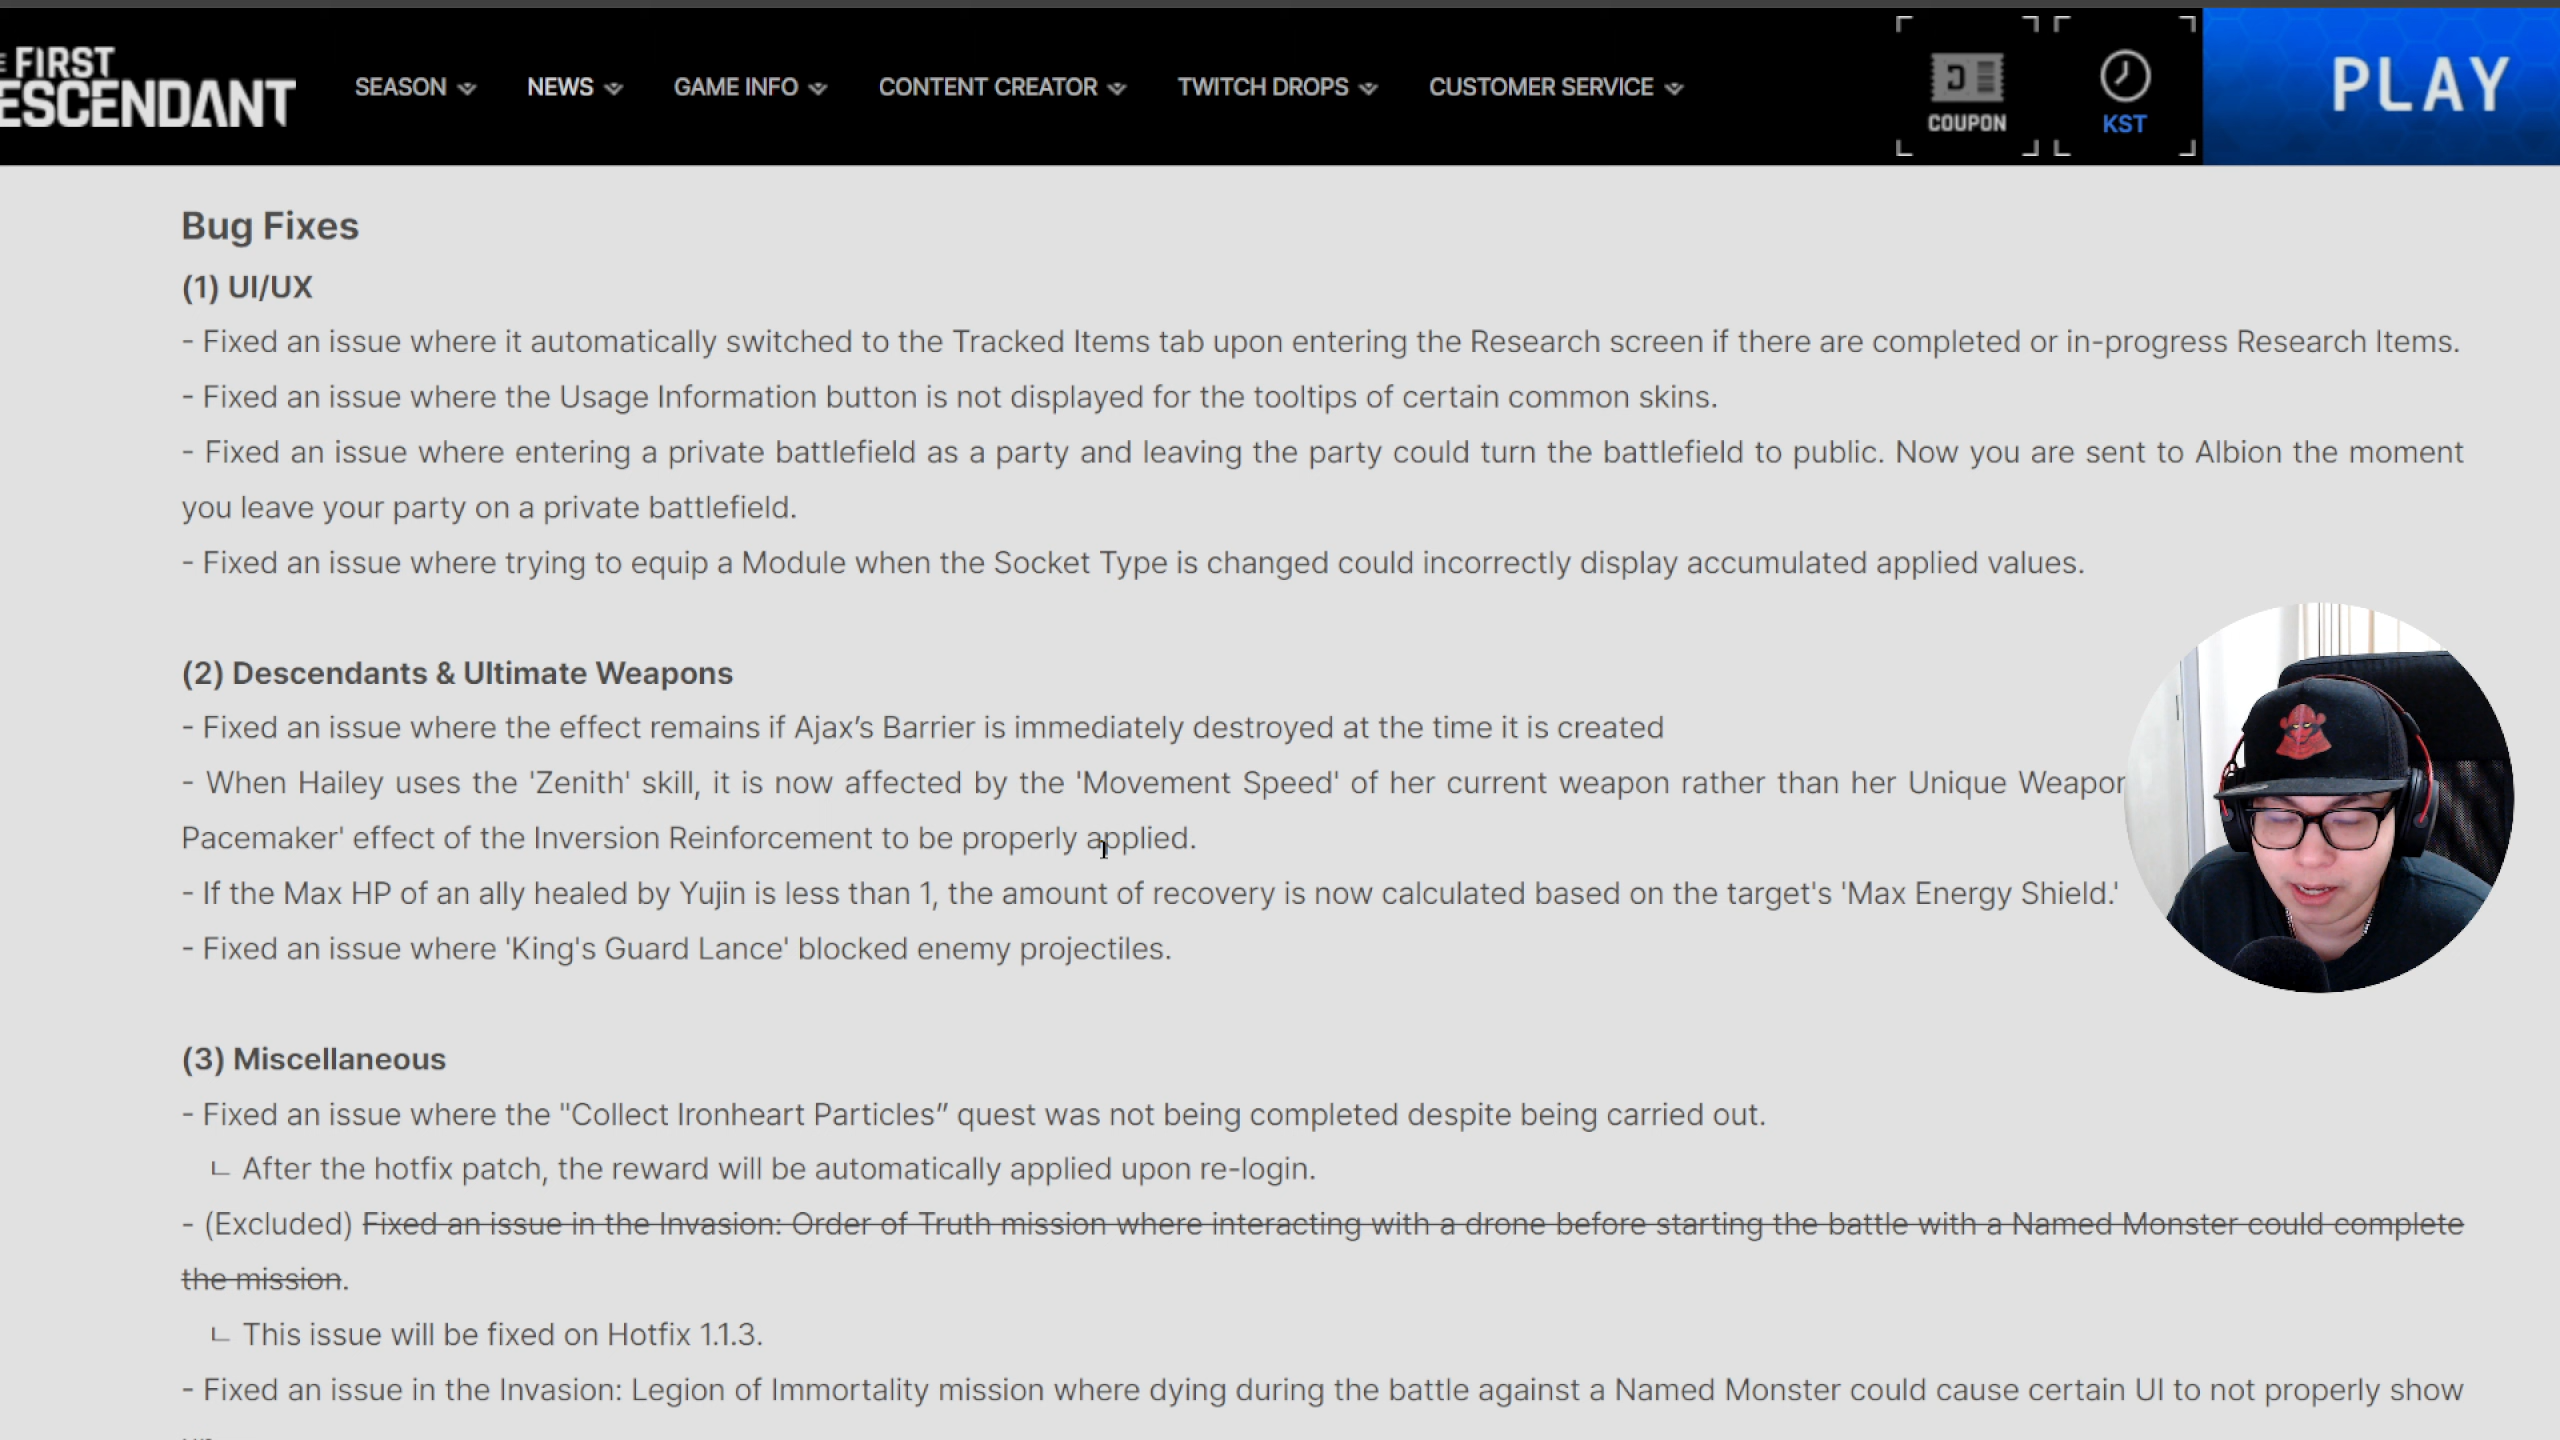 FIRST
ESCENDANT
SEASON NEWS GAME INFO CONTENT CREATOR TWITCH DROPS CUSTOMER SERVICE
COUPON
KST
PLAY
Bug Fixes
(1) UI/UX
- Fixed an issue where it automatically switched to the Tracked Items tab upon entering the Research screen if there are completed or in-progress Research Items.
- Fixed an issue where the Usage Information button is not displayed for the tooltips of certain common skins.
- Fixed an issue where entering a private battlefield as a party and leaving the party could turn the battlefield to public. Now you are sent to Albion the moment
you leave your party on a private battlefield.
- Fixed an issue where trying to equip a Module when the Socket Type is changed could incorrectly display accumulated applied values.
(2) Descendants & Ultimate Weapons
- Fixed an issue where the effect remains if Ajax’s Barrier is immediately destroyed at the time it is created
- When Hailey uses the 'Zenith' skill, it is now affected by the 'Movement Speed' of her current weapon rather than her Unique Weapon
Pacemaker' effect of the Inversion Reinforcement to be properly applied.
- If the Max HP of an ally healed by Yujin is less than 1, the amount of recovery is now calculated based on the target's 'Max Energy Shield.'
- Fixed an issue where 'King's Guard Lance' blocked enemy projectiles.
(3) Miscellaneous
- Fixed an issue where the "Collect Ironheart Particles” quest was not being completed despite being carried out.
ㄴ After the hotfix patch, the reward will be automatically applied upon re-login.
- (Excluded) Fixed an issue in the Invasion: Order of Truth mission where interacting with a drone before starting the battle with a Named Monster could complete
the mission.
ㄴ This issue will be fixed on Hotfix 1.1.3.
- Fixed an issue in the Invasion: Legion of Immortality mission where dying during the battle against a Named Monster could cause certain UI to not properly show